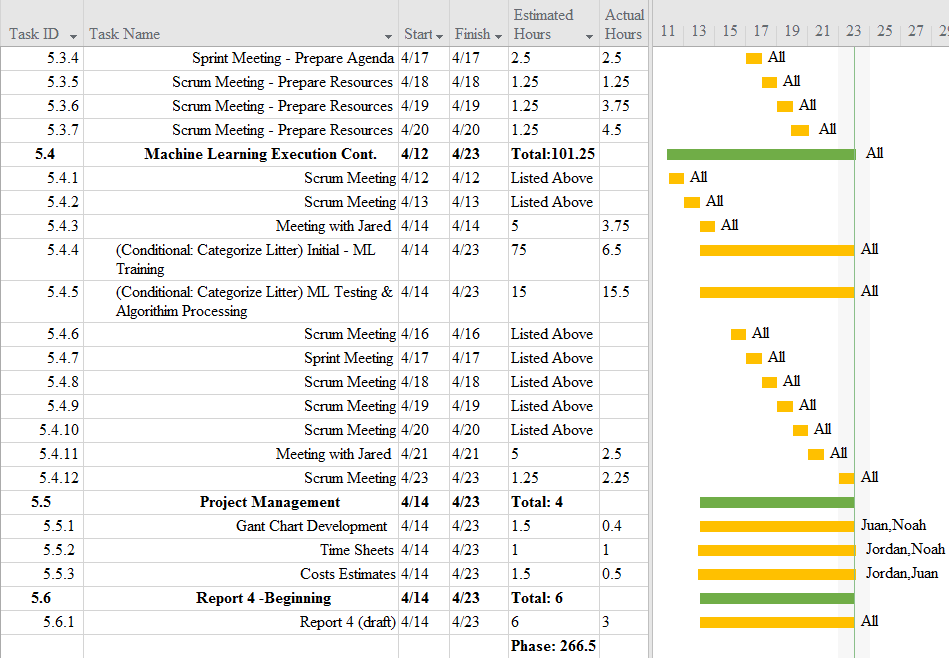 Task ID Task Name Start Finish Estimated Hours Actual Hours 11 13 15 17 19 21 23 25 27 29
5.3.4 Sprint Meeting - Prepare Agenda 4/17 4/17 2.5 2.5 All
5.3.5 Scrum Meeting - Prepare Resources 4/18 4/18 1.25 1.25 All
5.3.6 Scrum Meeting - Prepare Resources 4/19 4/19 1.25 3.75 All
5.3.7 Scrum Meeting - Prepare Resources 4/20 4/20 1.25 4.5 All
5.4 Machine Learning Execution Cont. 4/12 4/23 Total:101.25 All
5.4.1 Scrum Meeting 4/12 4/12 Listed Above All
5.4.2 Scrum Meeting 4/13 4/13 Listed Above All
5.4.3 Meeting with Jared 4/14 4/14 5 3.75 All
5.4.4 (Conditional: Categorize Litter) Initial - ML 4/14 4/23 75 6.5 All
Training
5.4.5 (Conditional: Categorize Litter) ML Testing & 4/14 4/23 15 15.5 All
Algorithim Processing
5.4.6 Scrum Meeting 4/16 4/16 Listed Above All
5.4.7 Sprint Meeting 4/17 4/17 Listed Above All
5.4.8 Scrum Meeting 4/18 4/18 Listed Above All
5.4.9 Scrum Meeting 4/19 4/19 Listed Above All
5.4.10 Scrum Meeting 4/20 4/20 Listed Above All
5.4.11 Meeting with Jared 4/21 4/21 5 2.5 All
5.4.12 Scrum Meeting 4/23 4/23 1.25 2.25 All
5.5 Project Management 4/14 4/23 Total: 4
5.5.1 Gant Chart Development 4/14 4/23 1.5 0.4 Juan,Noah
5.5.2 Time Sheets 4/14 4/23 1 1 Jordan,Noah
5.5.3 Costs Estimates 4/14 4/23 1.5 0.5 Jordan,Juan
5.6 Report 4 -Beginning 4/14 4/23 Total: 6
5.6.1 Report 4 (draft) 4/14 4/23 6 3 All
Phase: 266.5